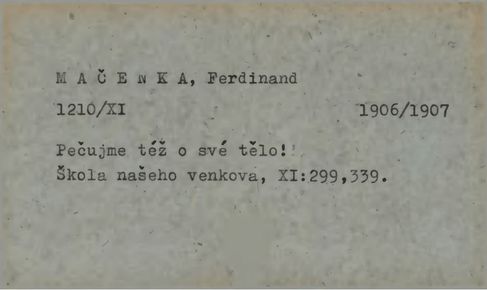 M A Č E N K A, Ferdinand
1210/XI 1906/1907
Pečujme též o své tělo!
Škola našeho venkova, XI:299,339.